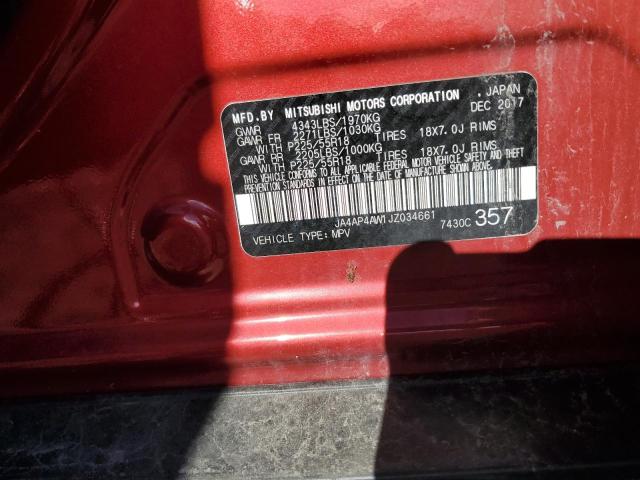 MFD.BY MITSUBISHI MOTORS CORPORATION , JAPAN
GVWR 4343LBS/1970KG DEC 2017
GAWR FR 2271LBS/1030KG
WITH P225/55R18 TIRES 18X7.0J RIMS
GAWR RR 2205LBS/1000KG
WITH P225/55R18 TIRES 18X7.0J RIMS
THIS VEHICLE CONFORMS TO ALL APPLICABLE FEDERAL MOTOR VEHICLE SAFETY AND THEFT
PREVENTION STANDARDS IN EFFECT ON THE DATE OF MANUFACTURE SHOWN ABOVE.
JA4AP4AW1JZ034661 7430C 357
VEHICLE TYPE: MPV